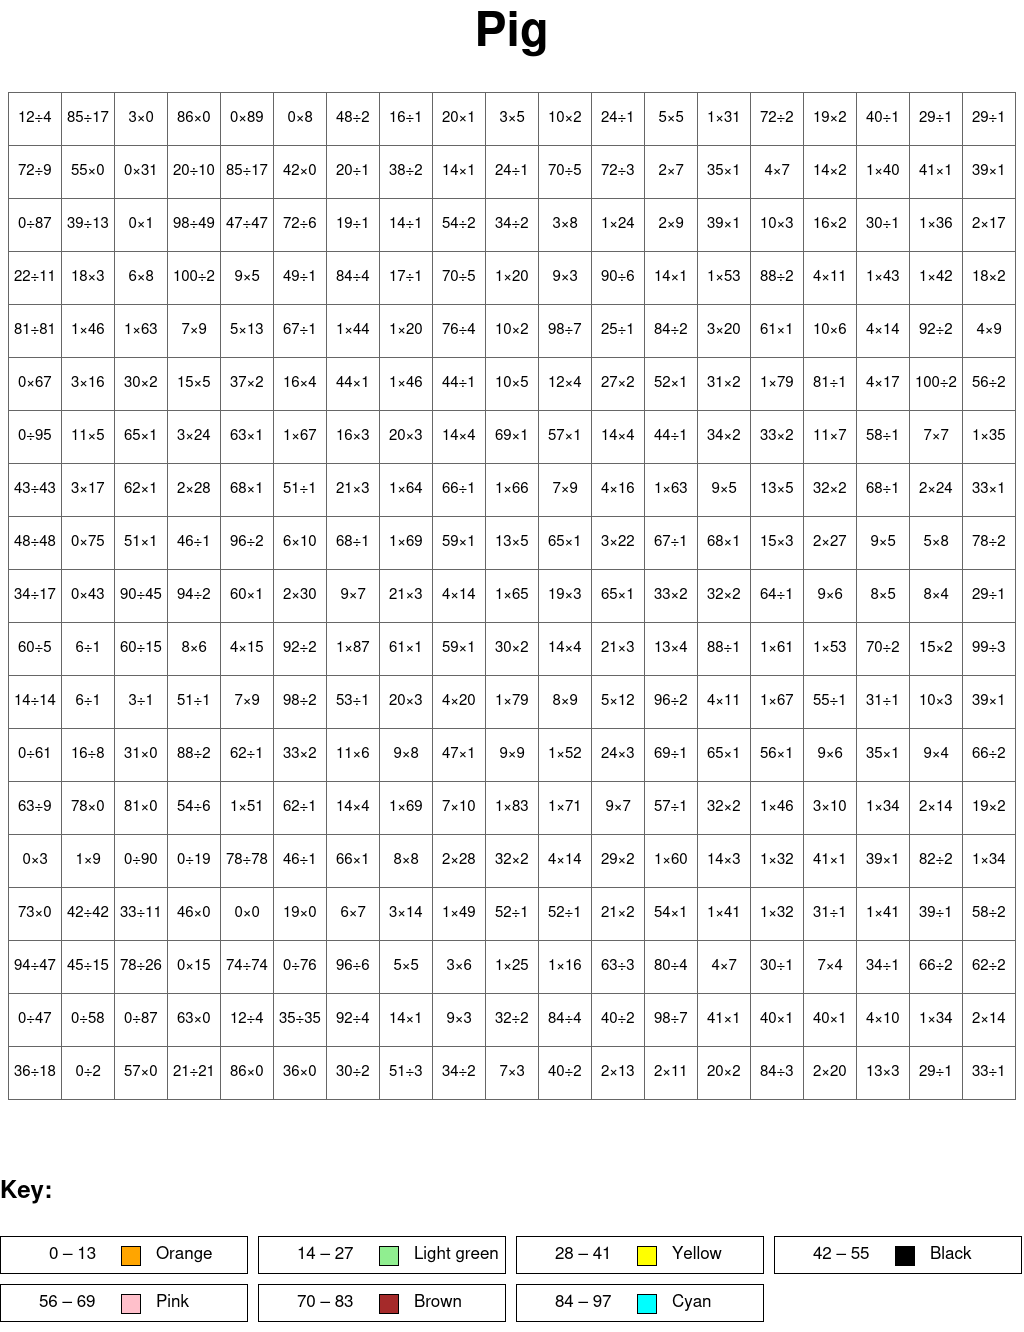 Pig
12÷4 85÷17 3×0 86×0 0×89 0×8 48÷2 16÷1 20×1 3×5 10×2 24÷1 5×5 1×31 72÷2 19×2 40÷1 29÷1 29÷1
72÷9 55×0 0×31 20÷10 85÷17 42×0 20÷1 38÷2 14×1 24÷1 70÷5 72÷3 2×7 35×1 4×7 14×2 1×40 41×1 39×1
0÷87 39÷13 0×1 98÷49 47÷47 72÷6 19÷1 14÷1 54÷2 34÷2 3×8 1×24 2×9 39×1 10×3 16×2 30÷1 1×36 2×17
22÷11 18×3 6×8 100÷2 9×5 49÷1 84÷4 17÷1 70÷5 1×20 9×3 90÷6 14×1 1×53 88÷2 4×11 1×43 1×42 18×2
81÷81 1×46 1×63 7×9 5×13 67÷1 1×44 1×20 76÷4 10×2 98÷7 25÷1 84÷2 3×20 61×1 10×6 4×14 92÷2 4×9
0×67 3×16 30×2 15×5 37×2 16×4 44×1 1×46 44÷1 10×5 12×4 27×2 52×1 31×2 1×79 81÷1 4×17 100÷2 56÷2
0÷95 11×5 65×1 3×24 63×1 1×67 16×3 20×3 14×4 69×1 57×1 14×4 44÷1 34×2 33×2 11×7 58÷1 7×7 1×35
43÷43 3×17 62×1 2×28 68×1 51÷1 21×3 1×64 66÷1 1×66 7×9 4×16 1×63 9×5 13×5 32×2 68÷1 2×24 33×1
48÷48 0×75 51×1 46÷1 96÷2 6×10 68÷1 1×69 59×1 13×5 65×1 3×22 67÷1 68×1 15×3 2×27 9×5 5×8 78÷2
34÷17 0×43 90÷45 94÷2 60×1 2×30 9×7 21×3 4×14 1×65 19×3 65×1 33×2 32×2 64÷1 9×6 8×5 8×4 29÷1
60÷5 6÷1 60÷15 8×6 4×15 92÷2 1×87 61×1 59×1 30×2 14×4 21×3 13×4 88÷1 1×61 1×53 70÷2 15×2 99÷3
14÷14 6÷1 3÷1 51÷1 7×9 98÷2 53÷1 20×3 4×20 1×79 8×9 5×12 96÷2 4×11 1×67 55÷1 31÷1 10×3 39×1
0÷61 16÷8 31×0 88÷2 62÷1 33×2 11×6 9×8 47×1 9×9 1×52 24×3 69÷1 65×1 56×1 9×6 35×1 9×4 66÷2
63÷9 78×0 81×0 54÷6 1×51 62÷1 14×4 1×69 7×10 1×83 1×71 9×7 57÷1 32×2 1×46 3×10 1×34 2×14 19×2
0×3 1×9 0÷90 0÷19 78÷78 46÷1 66×1 8×8 2×28 32×2 4×14 29×2 1×60 14×3 1×32 41×1 39×1 82÷2 1×34
73×0 42÷42 33÷11 46×0 0×0 19×0 6×7 3×14 1×49 52÷1 52÷1 21×2 54×1 1×41 1×32 31÷1 1×41 39÷1 58÷2
94÷47 45÷15 78÷26 0×15 74÷74 0÷76 96÷6 5×5 3×6 1×25 1×16 63÷3 80÷4 4×7 30÷1 7×4 34÷1 66÷2 62÷2
0÷47 0÷58 0÷87 63×0 12÷4 35÷35 92÷4 14×1 9×3 32÷2 84÷4 40÷2 98÷7 41×1 40×1 40×1 4×10 1×34 2×14
36÷18 0÷2 57×0 21÷21 86×0 36×0 30÷2 51÷3 34÷2 7×3 40÷2 2×13 2×11 20×2 84÷3 2×20 13×3 29÷1 33÷1
Key:
0 – 13 Orange 14 – 27 Light green 28 – 41 Yellow 42 – 55 Black
56 – 69 Pink 70 – 83 Brown 84 – 97 Cyan